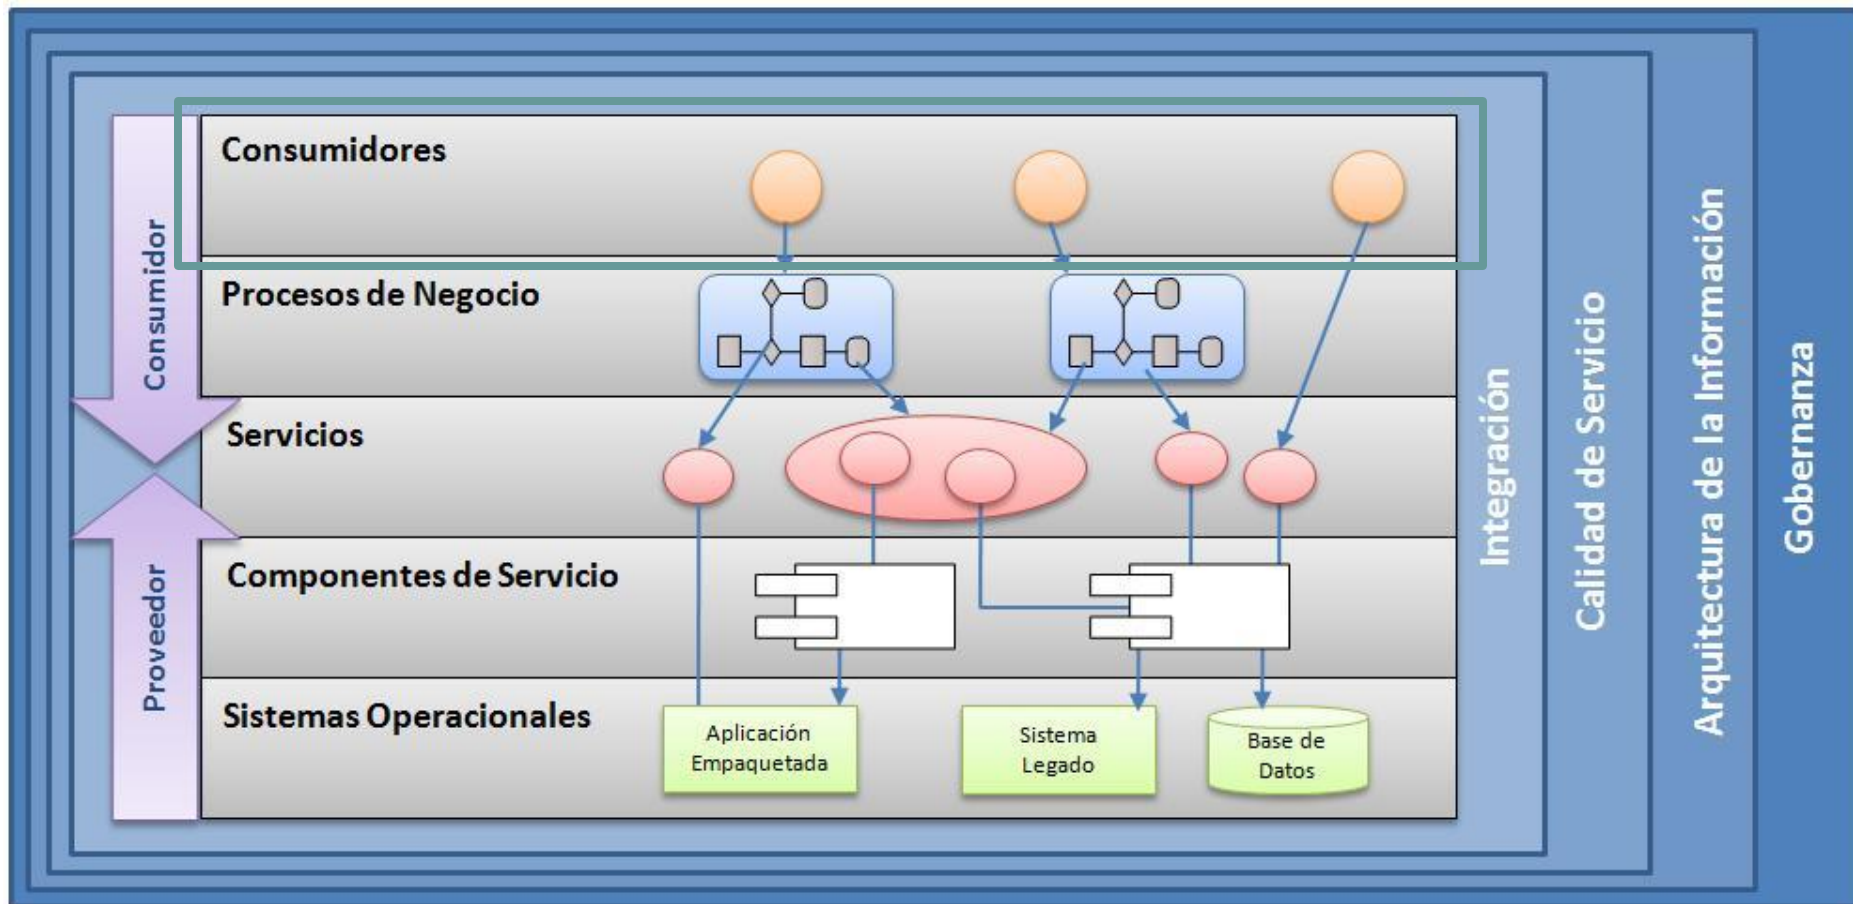 Consumidores
Procesos de Negocio
Servicios
Componentes de Servicio
Sistemas Operacionales
Aplicación
Empaquetada
Sistema
Legado
Base de
Datos
Consumidor
Proveedor
Integración
Calidad de Servicio
Arquitectura de la Información
Gobernanza